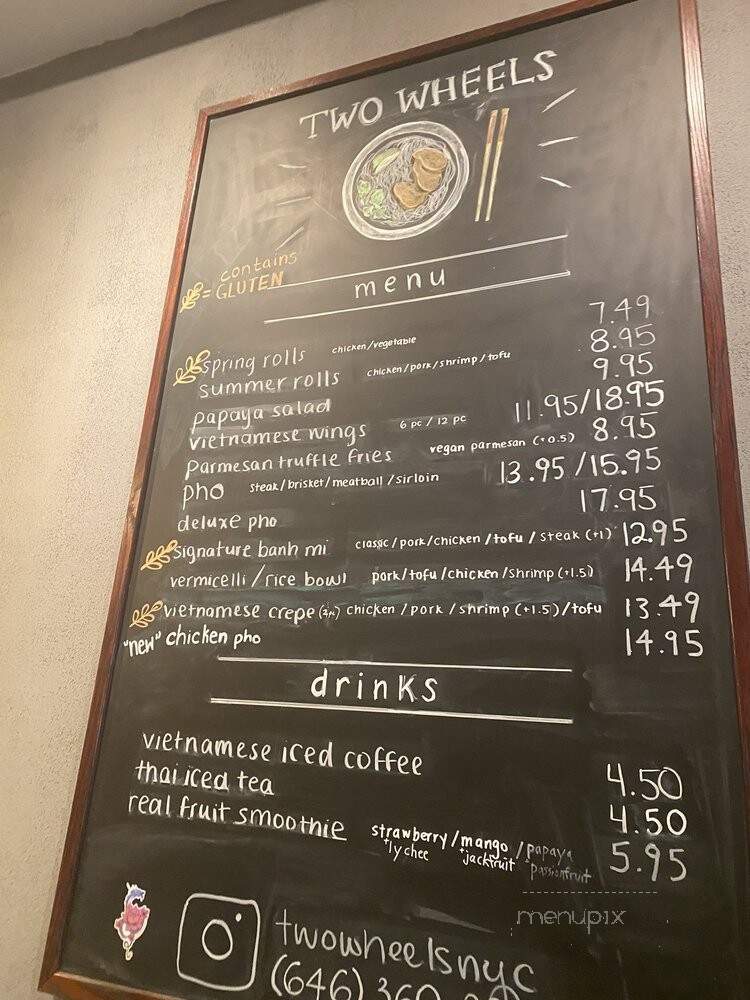 TWO WHEELS
contains
= GLUTEN
menu
spring rolls chicken/vegetable 7.49
summer rolls chicken/pork/shrimp/tofu 8.95
papaya salad 9.95
vietnamese wings 6 pc / 12 pc 11.95/18.95
parmesan truffle fries vegan parmesan (+0.5) 8.95
pho steak/brisket/meatball/sirloin 13.95/15.95
deluxe pho 17.95
signature banh mi classic/pork/chicken/tofu/steak (+1) 12.95
vermicelli/rice bowl pork/tofu/chicken/shrimp (+1.5) 14.49
vietnamese crepe chicken/pork/shrimp (+1.5)/tofu 13.49
"new" chicken pho 14.95
drinks
vietnamese iced coffee 4.50
thai iced tea 4.50
real fruit smoothie strawberry/mango/papaya 5.95
+lychee +jackfruit +passionfruit
menupix
twowheelsnyc
(646) 360